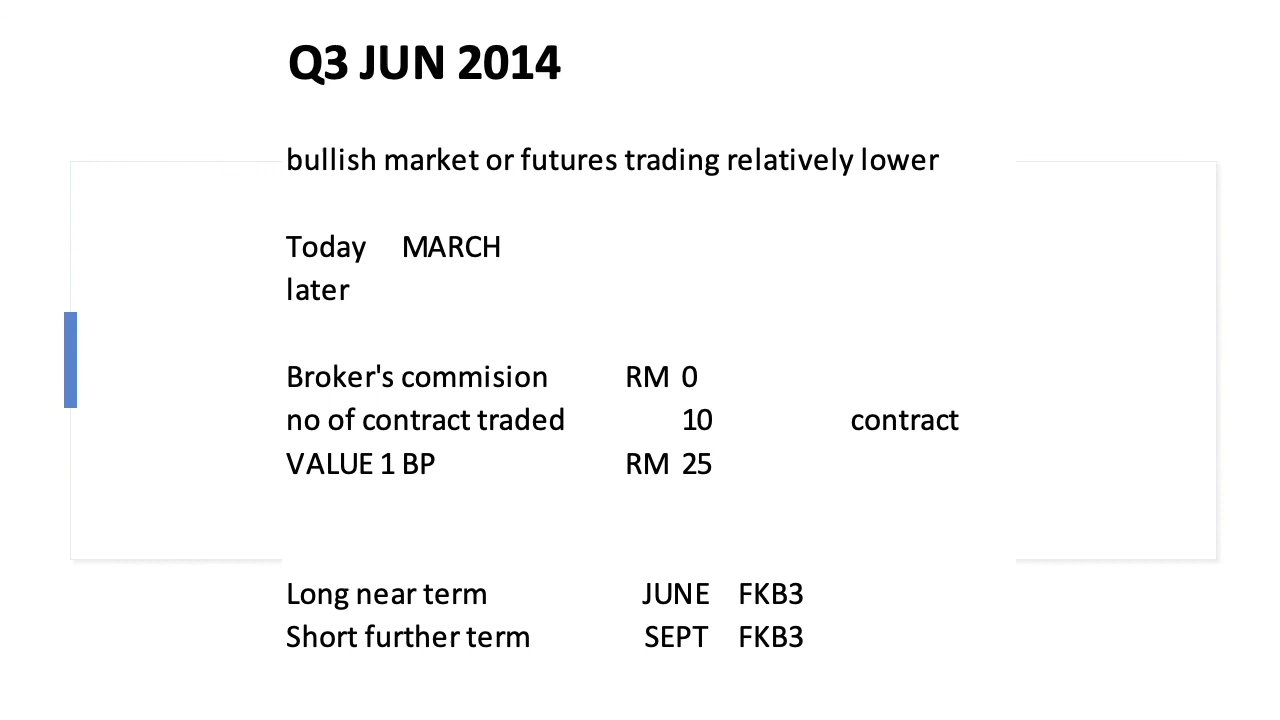 Q3 JUN 2014
bullish market or futures trading relatively lower
Today MARCH
later
Broker's commision RM 0
no of contract traded 10 contract
VALUE 1 BP RM 25
Long near term JUNE FKB3
Short further term SEPT FKB3